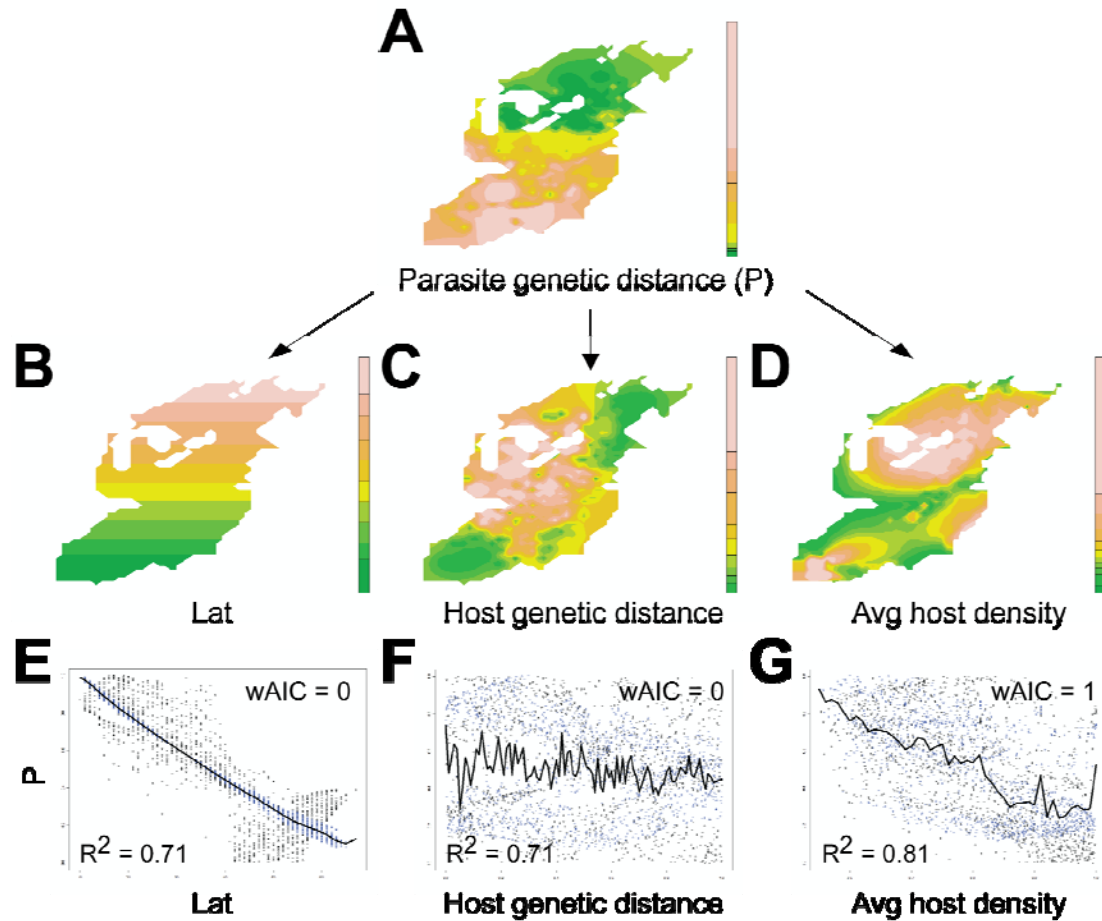 A
Parasite genetic distance (P)
B
C
D
Lat
Host genetic distance
Avg host density
E
F
G
wAIC = 0
wAIC = 0
wAIC = 1
P
R² = 0.71
R² = 0.71
R² = 0.81
Lat
Host genetic distance
Avg host density